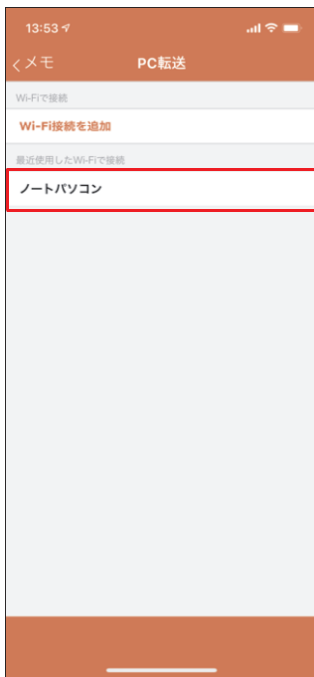 13:53
メモ
PC転送
Wi-Fiで接続
Wi-Fi接続を追加
最近使用したWi-Fiで接続
ノートパソコン